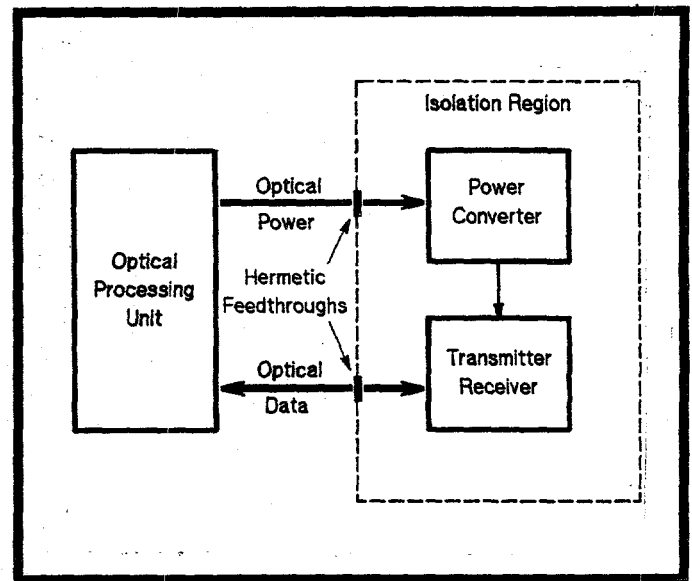 Isolation Region
Optical
Power
Power
Converter
Optical
Processing
Unit
Hermetic
Feedthroughs
Optical
Data
Transmitter
Receiver